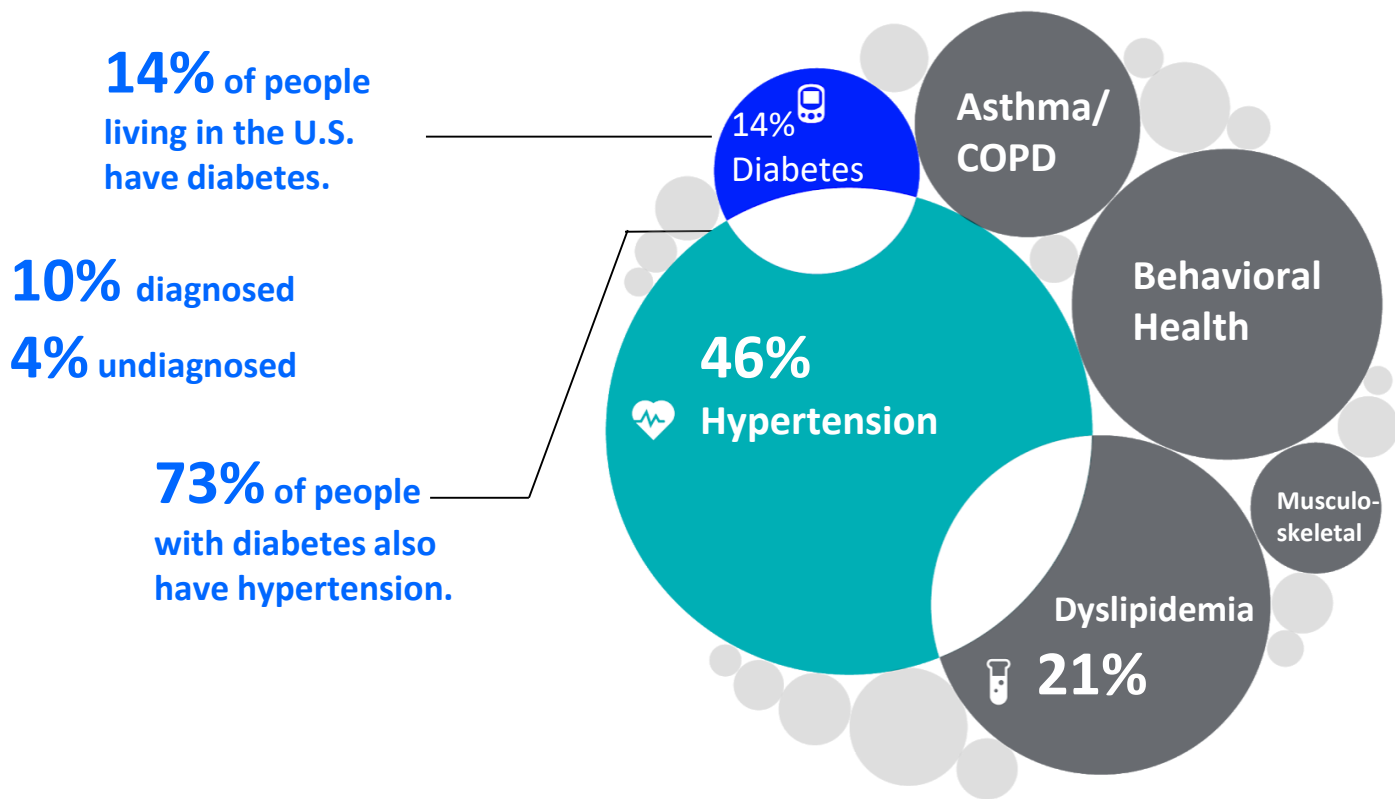 14% of people
living in the U.S.
have diabetes.
10% diagnosed
4% undiagnosed
73% of people
with diabetes also
have hypertension.
14%
Diabetes
Asthma/
COPD
Behavioral
Health
46%
Hypertension
Musculo-
skeletal
Dyslipidemia
21%